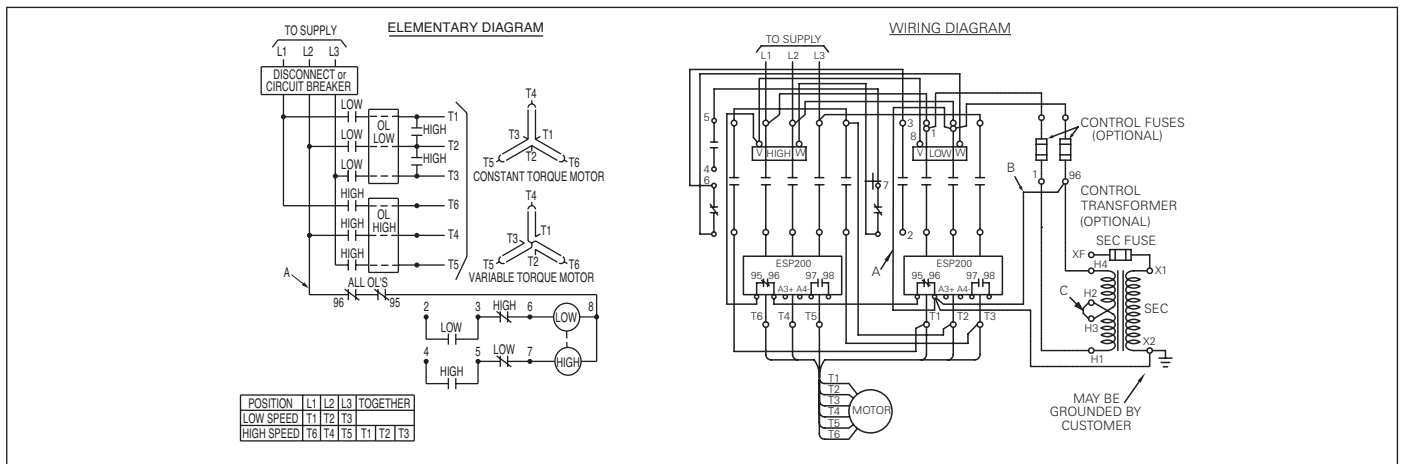 ELEMENTARY DIAGRAM
TO SUPPLY
L1 L2 L3
DISCONNECT or
CIRCUIT BREAKER
LOW
LOW
LOW
OL
LOW
HIGH
HIGH
T1
T2
T3
HIGH
HIGH
HIGH
OL
HIGH
T6
T4
T5
T4
T3 T1
T2
T5 T6
CONSTANT TORQUE MOTOR
T4
T3 T1
T2
T5 T6
VARIABLE TORQUE MOTOR
A
ALL OL'S
96 95
2 3 HIGH 6 LOW 8
LOW
4 5 LOW 7 HIGH
HIGH
POSITION L1 L2 L3 TOGETHER
LOW SPEED T1 T2 T3
HIGH SPEED T6 T4 T5 T1 T2 T3
WIRING DIAGRAM
TO SUPPLY
L1 L2 L3
5
4
6
V HIGH W
7
3
8
1
V LOW W
2
A
ESP200
95 96 97 98
A3+ A4-
T6 T4 T5
ESP200
95 96 97 98
A3+ A4-
T1 T2 T3
T1
T2
T3
T4
T5
T6
MOTOR
CONTROL FUSES
(OPTIONAL)
B
1 96
CONTROL
TRANSFORMER
(OPTIONAL)
SEC FUSE
XF
H4 X1
H2
C
H3
SEC
H1
X2
MAY BE
GROUNDED BY
CUSTOMER